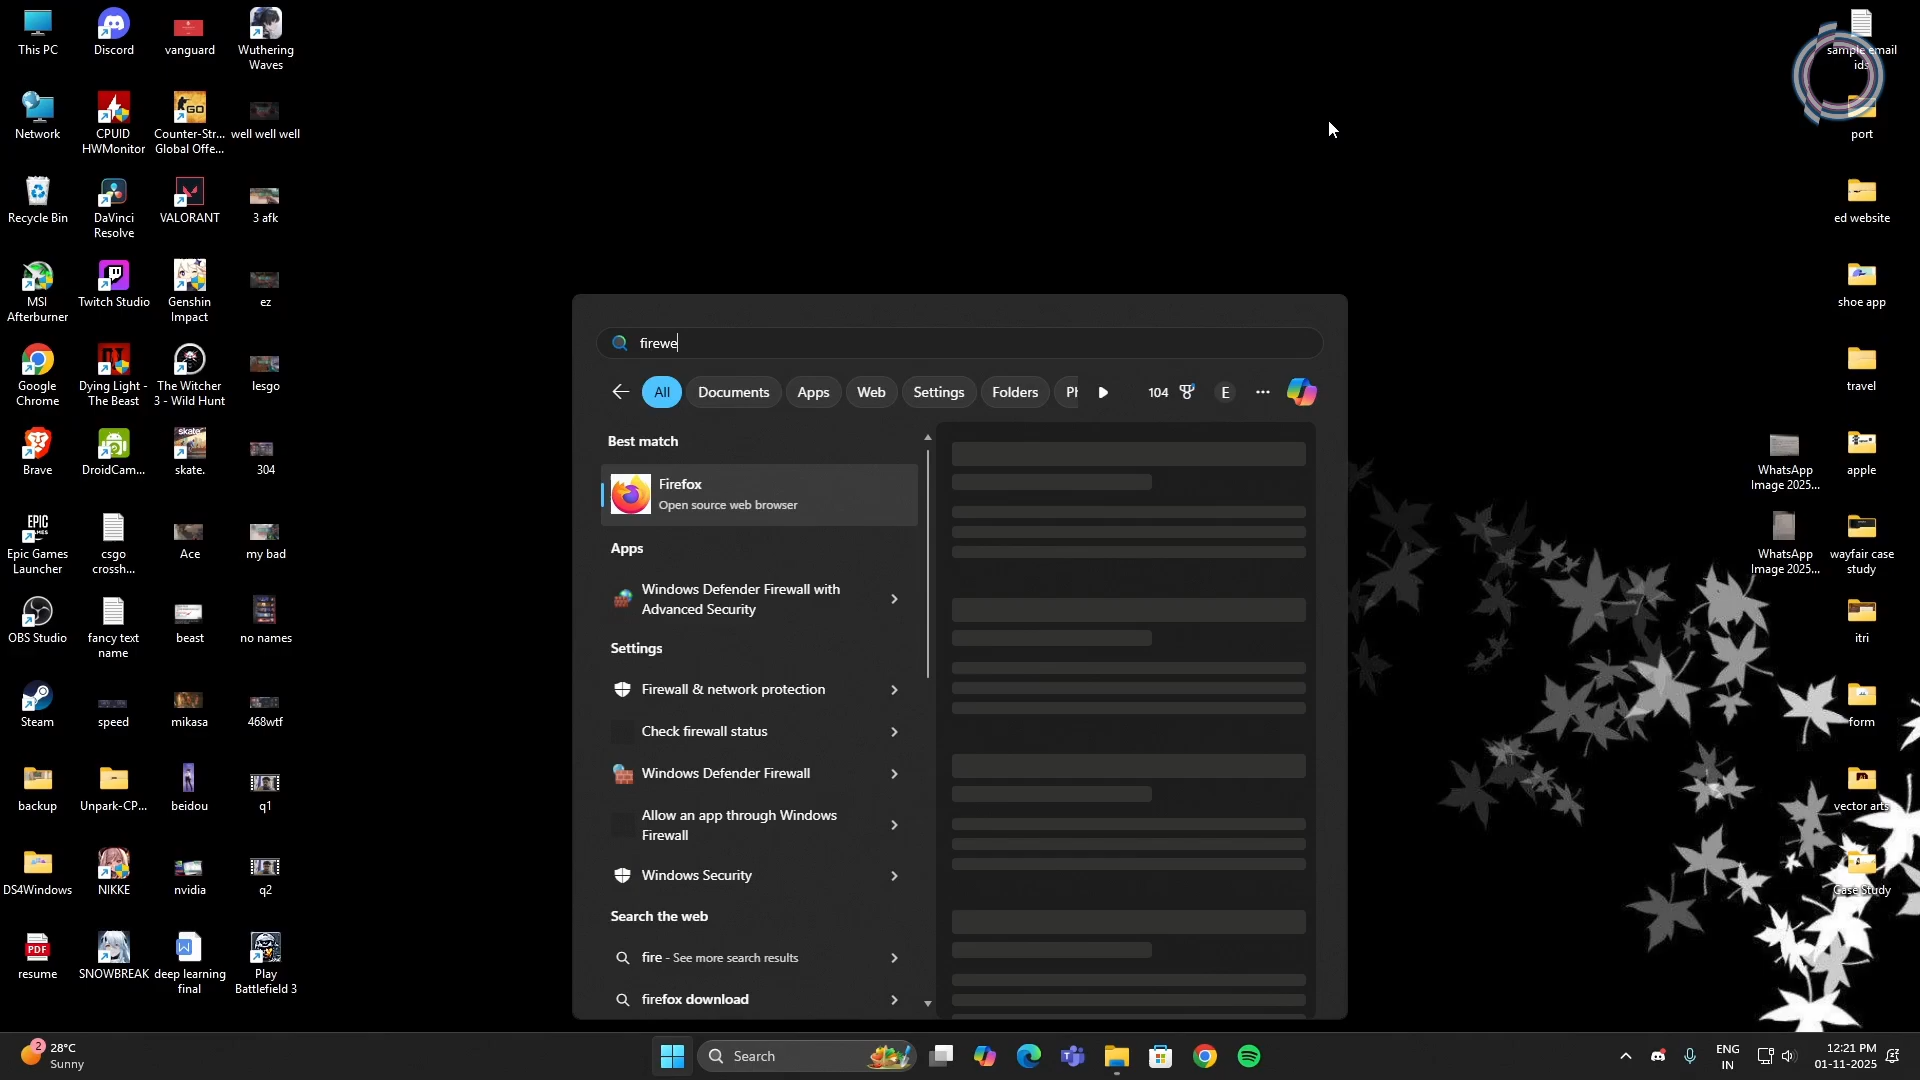 This PC
Discord
vanguard
Wuthering
Waves
Network
CPUID
HWMonitor
Counter-Str...
Global Offe...
well well well
Recycle Bin
DaVinci
Resolve
VALORANT
3 afk
MSI
Afterburner
Twitch Studio
Genshin
Impact
ez
Google
Chrome
Dying Light -
The Beast
The Witcher
3 - Wild Hunt
lesgo
Brave
DroidCam...
skate.
304
Epic Games
Launcher
csgo
crossh...
Ace
my bad
OBS Studio
fancy text
name
beast
no names
Steam
speed
mikasa
468wtf
backup
Unpark-CP...
beidou
q1
DS4Windows
NIKKE
nvidia
q2
resume
SNOWBREAK
deep learning
final
Play
Battlefield 3
firewe
All
Documents
Apps
Web
Settings
Folders
104
E
Best match
Firefox
Open source web browser
Apps
Windows Defender Firewall with
Advanced Security
Settings
Firewall & network protection
Check firewall status
Windows Defender Firewall
Allow an app through Windows
Firewall
Windows Security
Search the web
fire - See more search results
firefox download
sample email
ids
port
ed website
shoe app
travel
WhatsApp
Image 2025...
apple
WhatsApp
Image 2025...
wayfair case
study
itri
form
vector arts
Case Study
2
28°C
Sunny
Search
ENG
IN
12:21 PM
01-11-2025